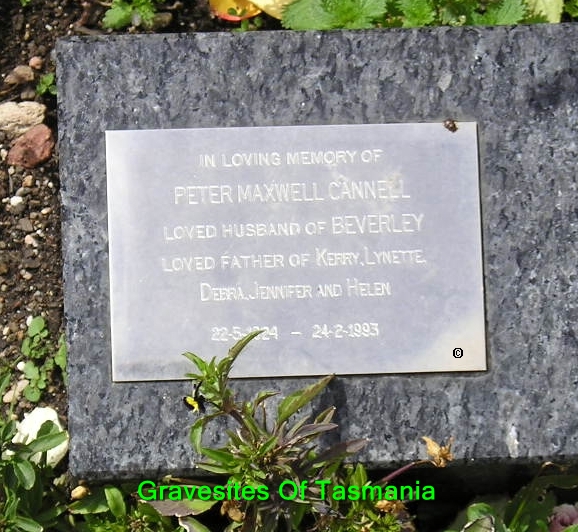 IN LOVING MEMORY OF
PETER MAXWELL CANNELL
LOVED HUSBAND OF BEVERLEY
LOVED FATHER OF KERRY, LYNETTE,
DEBRA, JENNIFER AND HELEN
22-5-1924 – 24-2-1993
©
Gravesites Of Tasmania